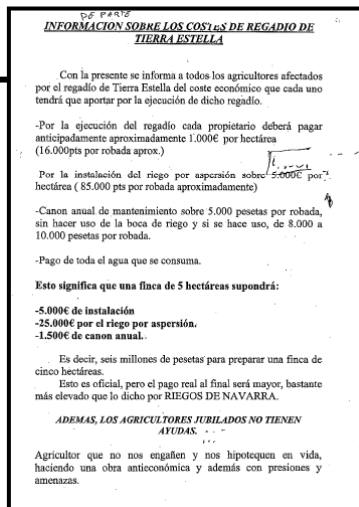 DE PARTE
INFORMACION SOBRE LOS COSTES DE REGADIO DE
TIERRA ESTELLA
Con la presente se informa a todos los agricultores afectados
por el regadío de Tierra Estella del coste económico que cada uno
tendrá que aportar por la ejecución de dicho regadío.
-Por la ejecución del regadío cada propietario deberá pagar
anticipadamente aproximadamente 1.000€ por hectárea
(16.000pts por robada aprox.)
Por la instalación del riego por aspersión sobre 5.000€ por
hectárea ( 85.000 pts por robada aproximadamente)
-Canon anual de mantenimiento sobre 5.000 pesetas por robada,
sin hacer uso de la boca de riego y si se hace uso, de 8.000 a
10.000 pesetas por robada.
-Pago de toda el agua que se consuma.
Esto significa que una finca de 5 hectáreas supondrá:
-5.000€ de instalación
-25.000€ por el riego por aspersión.
-1.500€ de canon anual.
Es decir, seis millones de pesetas para preparar una finca de
cinco hectáreas.
Esto es oficial, pero el pago real al final será mayor, bastante
más elevado que lo dicho por RIEGOS DE NAVARRA.
ADEMAS, LOS AGRICULTORES JUBILADOS NO TIENEN
AYUDAS.
Agricultor que no nos engañen y nos hipotequen en vida,
haciendo una obra antieconómica y además con presiones y
amenazas.